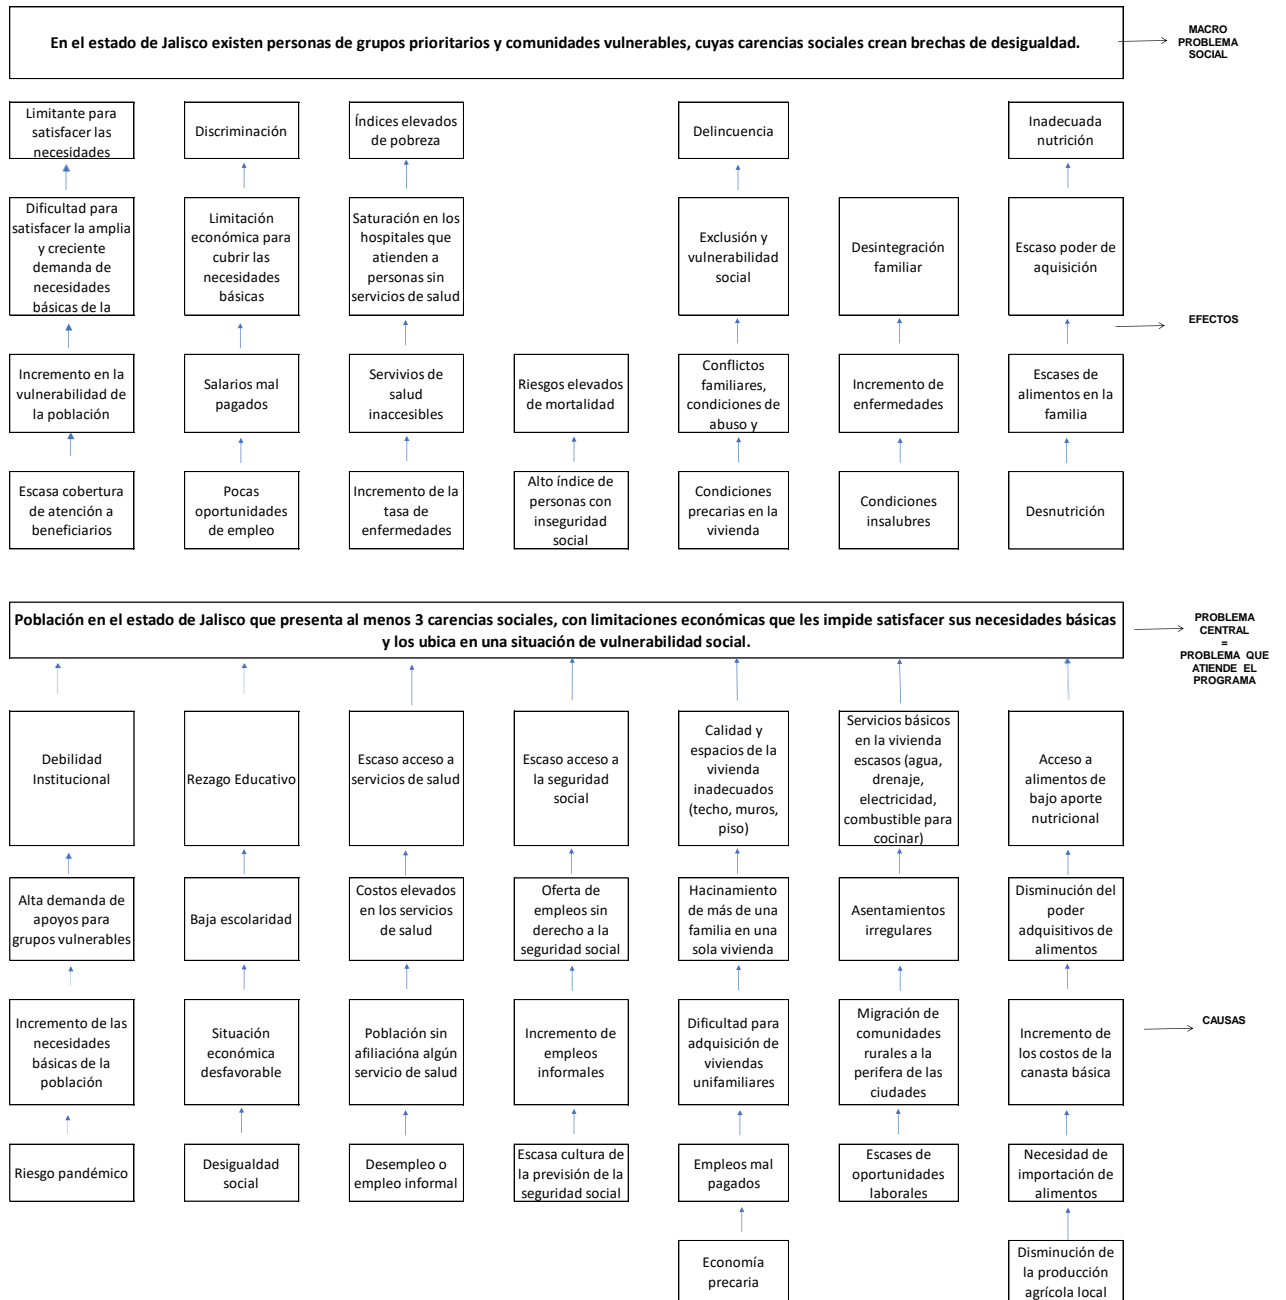 En el estado de Jalisco existen personas de grupos prioritarios y comunidades vulnerables, cuyas carencias sociales crean brechas de desigualdad.
MACRO
PROBLEMA
SOCIAL
Limitante para
satisfacer las
necesidades
Discriminación
Índices elevados
de pobreza
Delincuencia
Inadecuada
nutrición
Dificultad para
satisfacer la amplia
y creciente
demanda de
necesidades
básicas de la
Limitación
económica para
cubrir las
necesidades
básicas
Saturación en los
hospitales que
atienden a
personas sin
servicios de salud
Exclusión y
vulnerabilidad
social
Desintegración
familiar
Escaso poder de
aquisición
EFECTOS
Incremento en la
vulnerabilidad de
la población
Salarios mal
pagados
Servivios de
salud
inaccesibles
Riesgos elevados
de mortalidad
Conflictos
familiares,
condiciones de
abuso y
Incremento de
enfermedades
Escases de
alimentos en la
familia
Escasa cobertura
de atención a
beneficiarios
Pocas
oportunidades
de empleo
Incremento de la
tasa de
enfermedades
Alto índice de
personas con
inseguridad
social
Condiciones
precarias en la
vivienda
Condiciones
insalubres
Desnutrición
Población en el estado de Jalisco que presenta al menos 3 carencias sociales, con limitaciones económicas que les impide satisfacer sus necesidades básicas
y los ubica en una situación de vulnerabilidad social.
PROBLEMA
CENTRAL
=
PROBLEMA QUE
ATIENDE EL
PROGRAMA
Debilidad
Institucional
Rezago Educativo
Escaso acceso a
servicios de salud
Escaso acceso a
la seguridad
social
Calidad y
espacios de la
vivienda
inadecuados
(techo, muros,
piso)
Servicios básicos
en la vivienda
escasos (agua,
drenaje,
electricidad,
combustible para
cocinar)
Acceso a
alimentos de
bajo aporte
nutricional
Alta demanda de
apoyos para
grupos vulnerables
Baja escolaridad
Costos elevados
en los servicios
de salud
Oferta de
empleos sin
derecho a la
seguridad social
Hacinamiento
de más de una
familia en una
sola vivienda
Asentamientos
irregulares
Disminución del
poder
adquisitivos de
alimentos
Incremento de las
necesidades
básicas de la
población
Situación
económica
desfavorable
Población sin
afiliacióna algún
servicio de salud
Incremento de
empleos
informales
Dificultad para
adquisición de
viviendas
unifamiliares
Migración de
comunidades
rurales a la
perifera de las
ciudades
Incremento de
los costos de la
canasta básica
CAUSAS
Riesgo pandémico
Desigualdad
social
Desempleo o
empleo informal
Escasa cultura de
la previsión de la
seguridad social
Empleos mal
pagados
Escases de
oportunidades
laborales
Necesidad de
importación de
alimentos
Economía
precaria
Disminución de
la producción
agrícola local